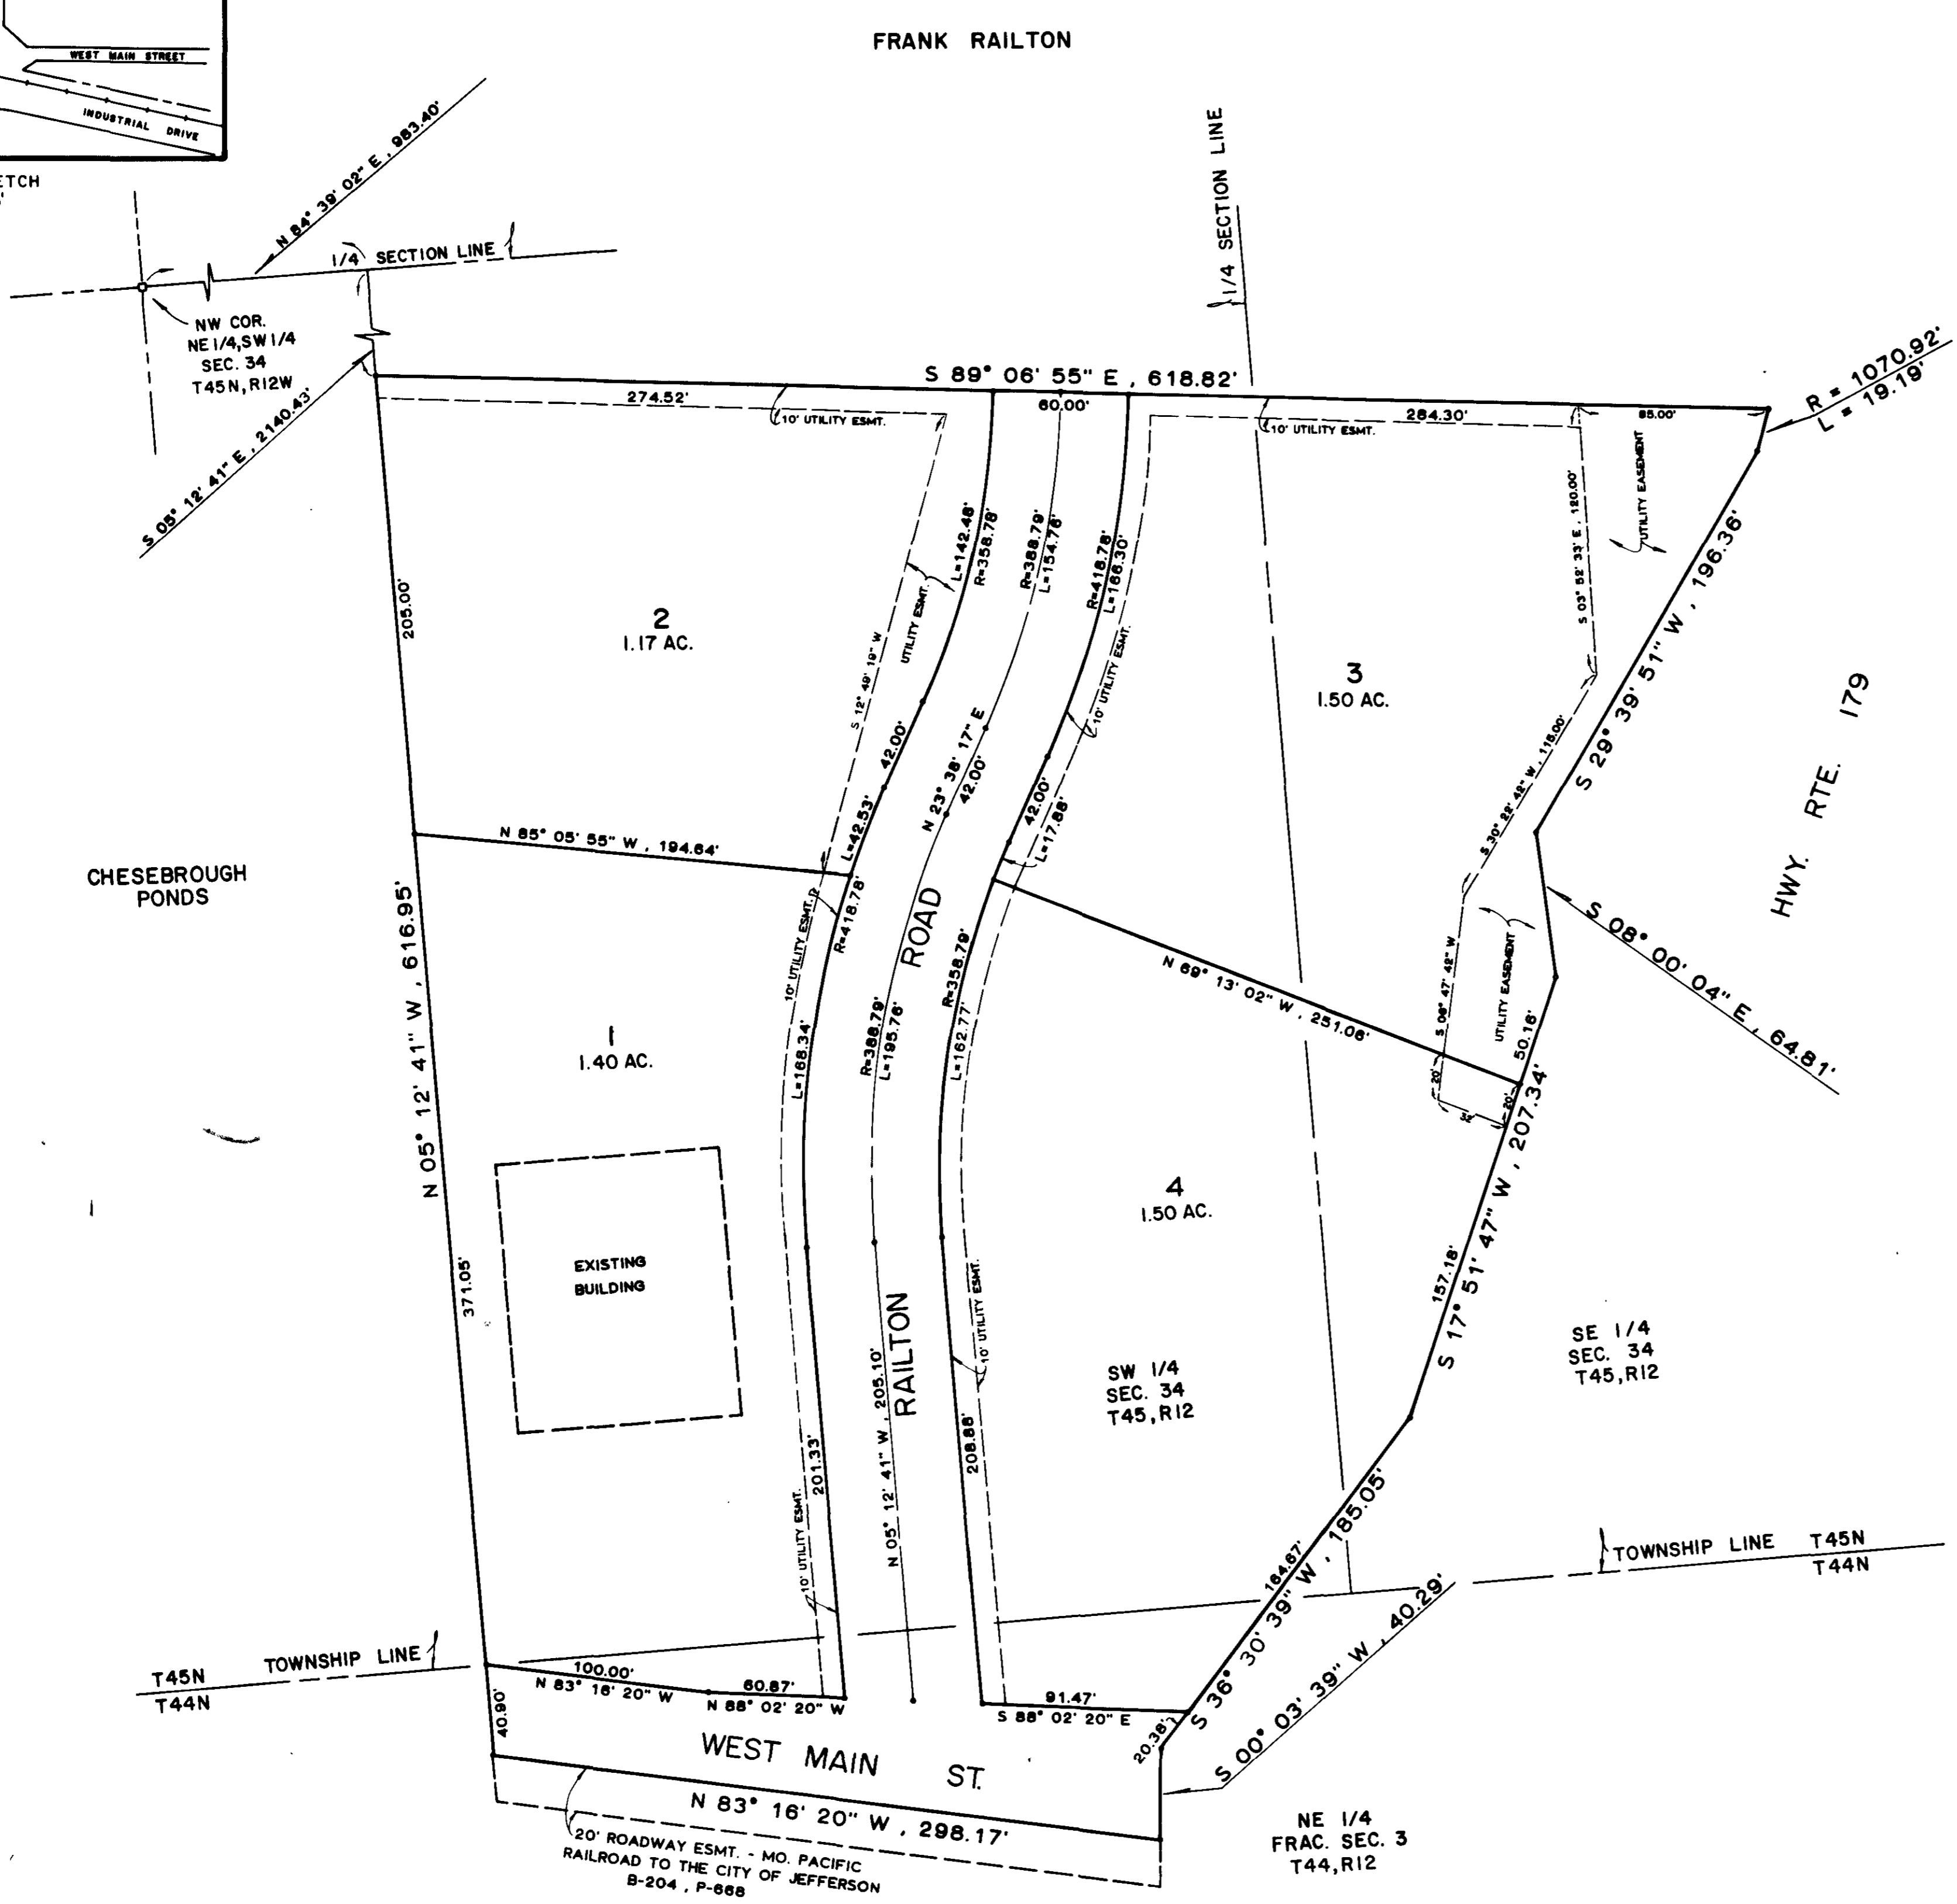 FRANK RAILTON
WEST MAIN STREET
INDUSTRIAL DRIVE
ETCH
N 84° 39' 02" E , 983.40'
1/4 SECTION LINE
1/4 SECTION LINE
NW COR.
NE 1/4, SW 1/4
SEC. 34
T45N, R12W
S 05° 12' 41" E , 2140.43'
S 89° 06' 55" E , 618.82'
274.52'
60.00'
284.30'
85.00'
10' UTILITY ESMT.
10' UTILITY ESMT.
R = 1070.92'
L = 19.19'
UTILITY EASEMENT
S 03° 52' 33" E , 120.00'
S 29° 39' 51" W , 196.36'
HWY. RTE. 179
205.00'
2
1.17 AC.
S 12° 49' 19" W
UTILITY ESMT.
L=142.48'
R=358.78'
R=388.79'
L=154.76'
R=418.78'
L=166.30'
10' UTILITY ESMT.
3
1.50 AC.
42.00'
N 23° 38' 17" E
42.00'
42.00'
L=17.88'
S 30° 22' 42" W , 115.00'
N 85° 05' 55" W , 194.64'
L=42.53'
R=418.78'
10' UTILITY ESMT.
CHESEBROUGH
PONDS
N 05° 12' 41" W , 616.95'
ROAD
R=358.79'
L=162.77'
N 69° 13' 02" W , 251.08'
S 06° 47' 42" W
UTILITY EASEMENT
50.16'
S 08° 00' 04" E , 64.81'
1
1.40 AC.
L=168.34'
R=388.79'
L=195.76'
20'
20'
S 17° 51' 47" W , 207.34'
4
1.50 AC.
EXISTING
BUILDING
371.05'
10' UTILITY ESMT.
157.18'
SE 1/4
SEC. 34
T45, R12
RAILTON
N 05° 12' 41" W , 205.10'
SW 1/4
SEC. 34
T45, R12
201.33'
10' UTILITY ESMT.
208.88'
164.67'
S 36° 30' 39" W , 185.05'
TOWNSHIP LINE T45N
T44N
S 00° 03' 39" W , 40.29'
T45N TOWNSHIP LINE
T44N
100.00'
N 83° 16' 20" W
60.87'
N 88° 02' 20" W
91.47'
S 88° 02' 20" E
20.38'
40.90'
WEST MAIN ST.
N 83° 16' 20" W , 298.17'
20' ROADWAY ESMT. - MO. PACIFIC
RAILROAD TO THE CITY OF JEFFERSON
B-204 , P-668
NE 1/4
FRAC. SEC. 3
T44, R12